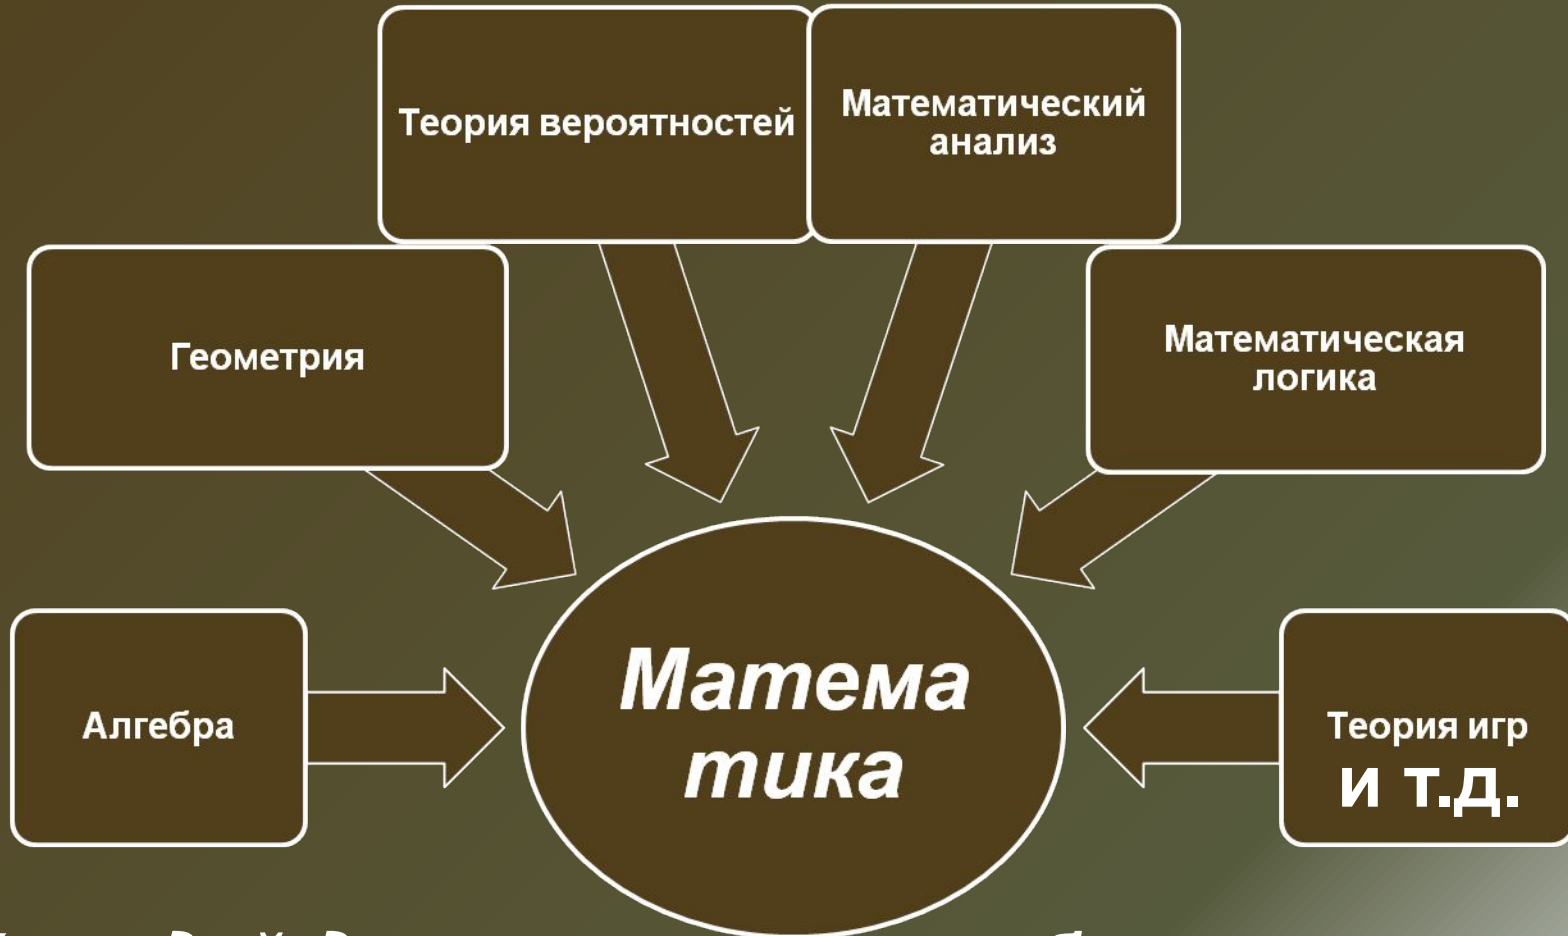 Теория вероятностей
Математический
анализ
Геометрия
Математическая
логика
Алгебра
Матема
тика
Теория игр
и т.д.